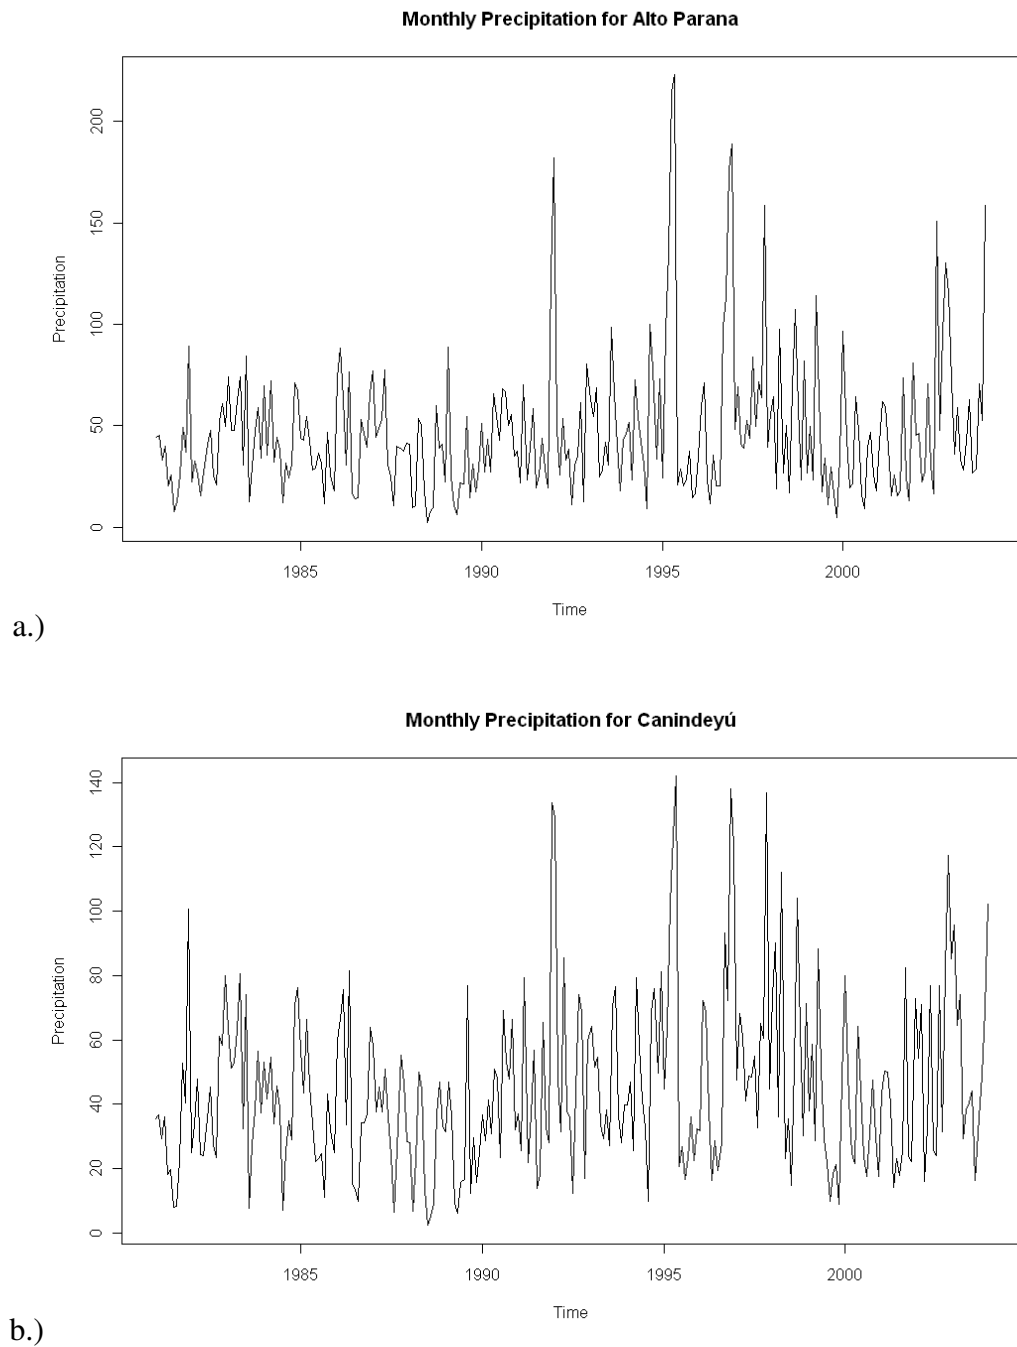 Monthly Precipitation for Alto Parana
Precipitation
200
150
100
50
0
1985 1990 1995 2000
Time
a.)
Monthly Precipitation for Canindeyú
Precipitation
140
120
100
80
60
40
20
0
1985 1990 1995 2000
Time
b.)